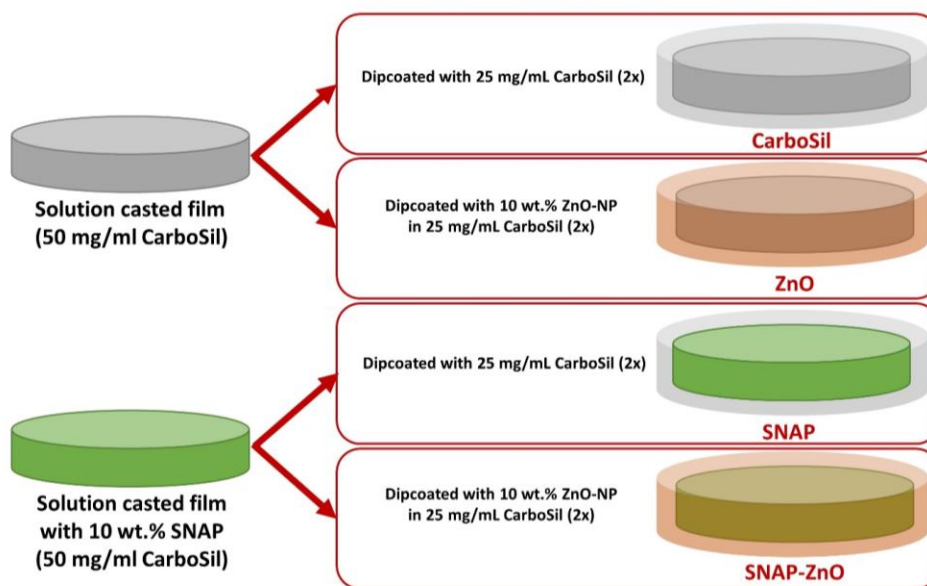 Dipcoated with 25 mg/mL CarboSil (2x)
CarboSil
Solution casted film
(50 mg/ml CarboSil)
Dipcoated with 10 wt.% ZnO-NP
in 25 mg/mL CarboSil (2x)
ZnO
Dipcoated with 25 mg/mL CarboSil (2x)
SNAP
Solution casted film
with 10 wt.% SNAP
(50 mg/ml CarboSil)
Dipcoated with 10 wt.% ZnO-NP
in 25 mg/mL CarboSil (2x)
SNAP-ZnO